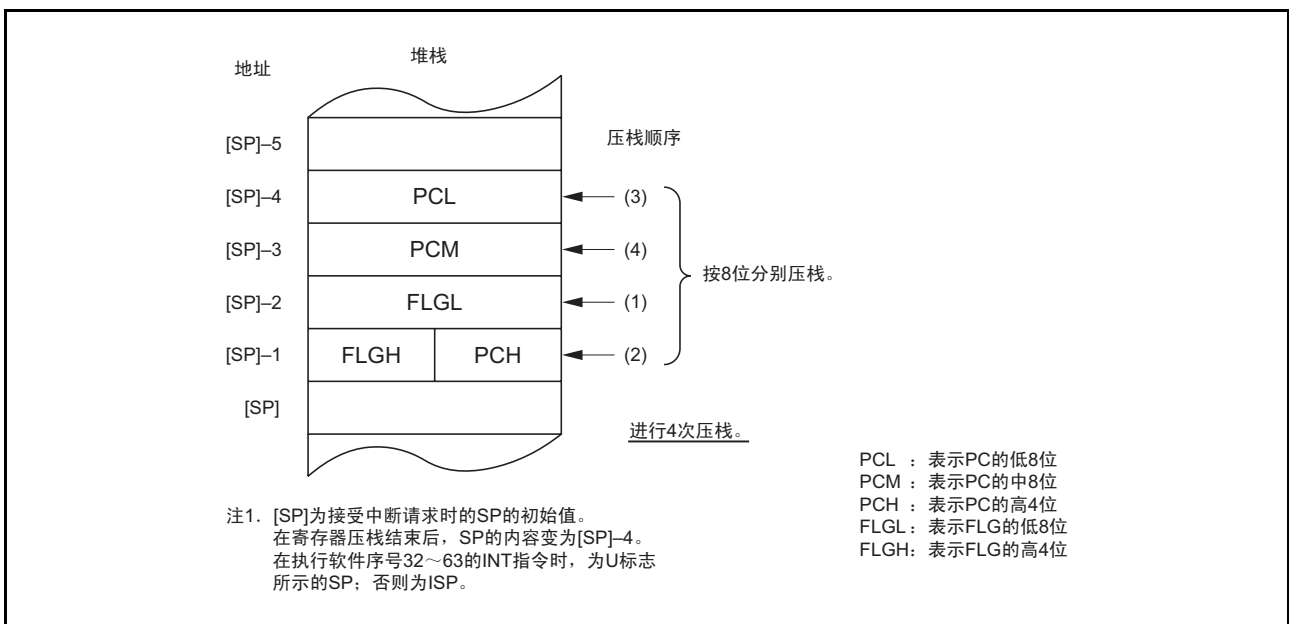 堆栈
地址
压栈顺序
[SP]–5
[SP]–4 PCL (3)
[SP]–3 PCM (4)
按8位分别压栈。
[SP]–2 FLGL (1)
[SP]–1 FLGH PCH (2)
[SP]
进行4次压栈。
PCL ：表示PC的低8位
PCM ：表示PC的中8位
PCH ：表示PC的高4位
FLGL：表示FLG的低8位
FLGH：表示FLG的高4位
注1. [SP]为接受中断请求时的SP的初始值。
在寄存器压栈结束后，SP的内容变为[SP]–4。
在执行软件序号32～63的INT指令时，为U标志
所示的SP；否则为ISP。